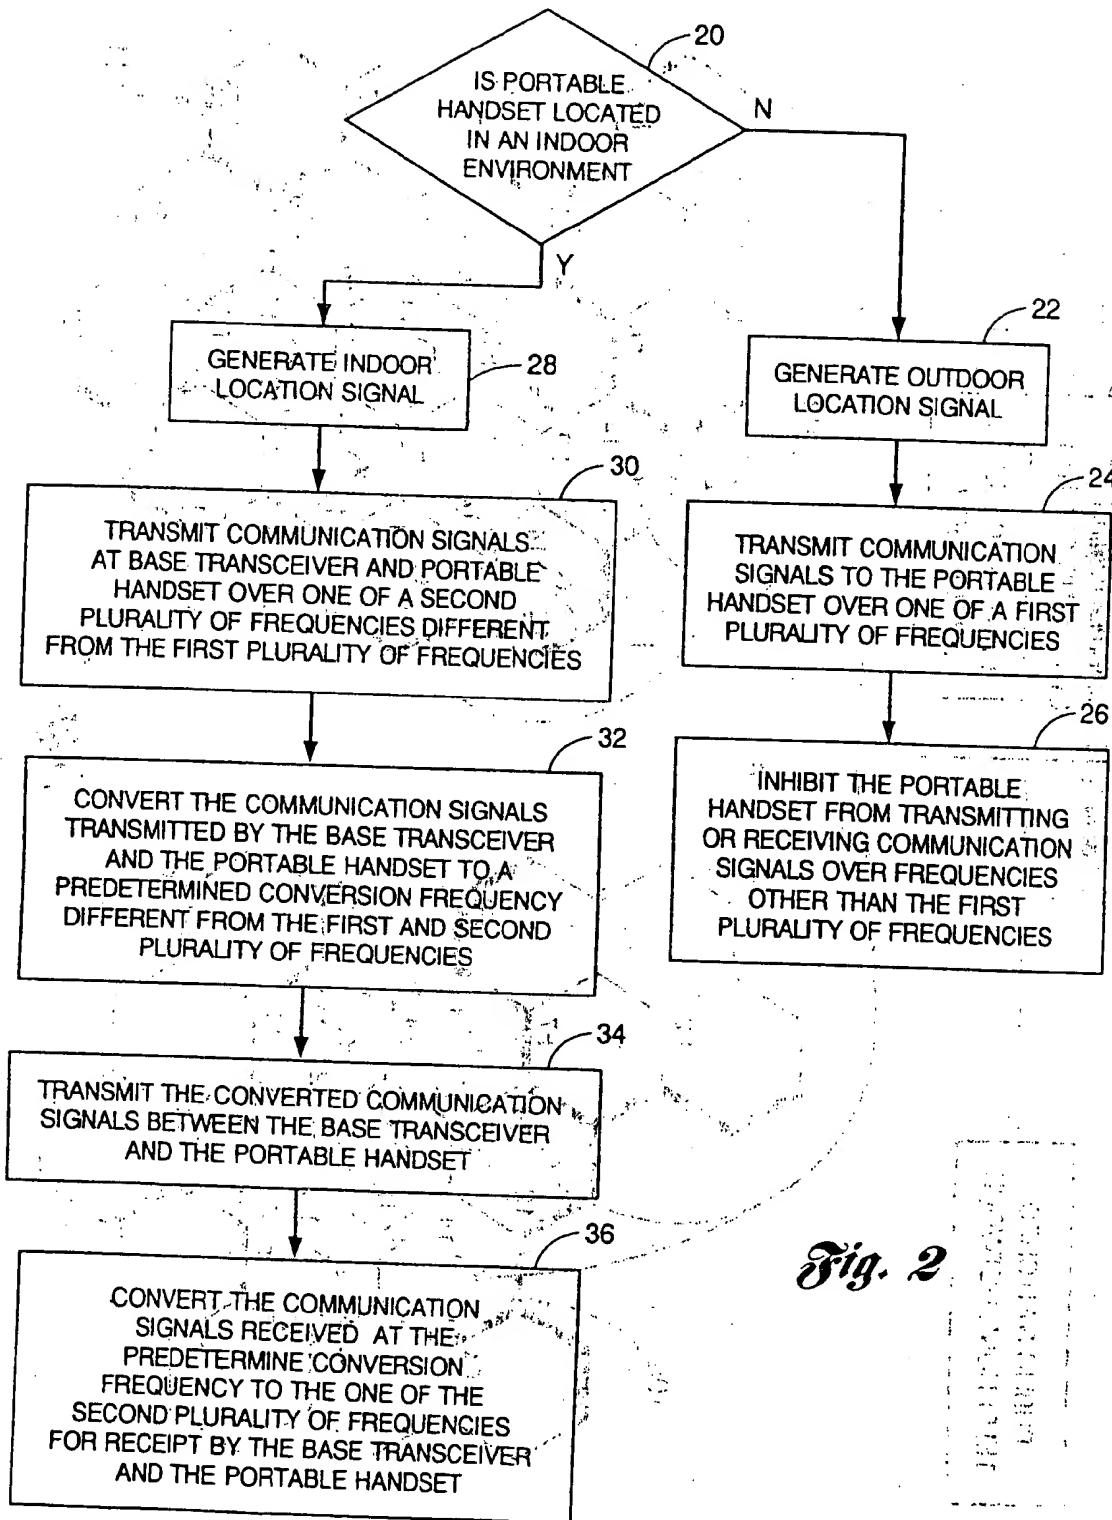 20
IS PORTABLE
HANDSET LOCATED
IN AN INDOOR
ENVIRONMENT
N
Y
22
GENERATE OUTDOOR
LOCATION SIGNAL
GENERATE INDOOR
LOCATION SIGNAL
28
30
TRANSMIT COMMUNICATION SIGNALS
AT BASE TRANSCEIVER AND PORTABLE
HANDSET OVER ONE OF A SECOND
PLURALITY OF FREQUENCIES DIFFERENT
FROM THE FIRST PLURALITY OF FREQUENCIES
24
TRANSMIT COMMUNICATION
SIGNALS TO THE PORTABLE
HANDSET OVER ONE OF A FIRST
PLURALITY OF FREQUENCIES
26
INHIBIT THE PORTABLE
HANDSET FROM TRANSMITTING
OR RECEIVING COMMUNICATION
SIGNALS OVER FREQUENCIES
OTHER THAN THE FIRST
PLURALITY OF FREQUENCIES
32
CONVERT THE COMMUNICATION SIGNALS
TRANSMITTED BY THE BASE TRANSCEIVER
AND THE PORTABLE HANDSET TO A
PREDETERMINED CONVERSION FREQUENCY
DIFFERENT FROM THE FIRST AND SECOND
PLURALITY OF FREQUENCIES
34
TRANSMIT THE CONVERTED COMMUNICATION
SIGNALS BETWEEN THE BASE TRANSCEIVER
AND THE PORTABLE HANDSET
36
CONVERT THE COMMUNICATION
SIGNALS RECEIVED AT THE
PREDETERMINE CONVERSION
FREQUENCY TO THE ONE OF THE
SECOND PLURALITY OF FREQUENCIES
FOR RECEIPT BY THE BASE TRANSCEIVER
AND THE PORTABLE HANDSET
Fig. 2